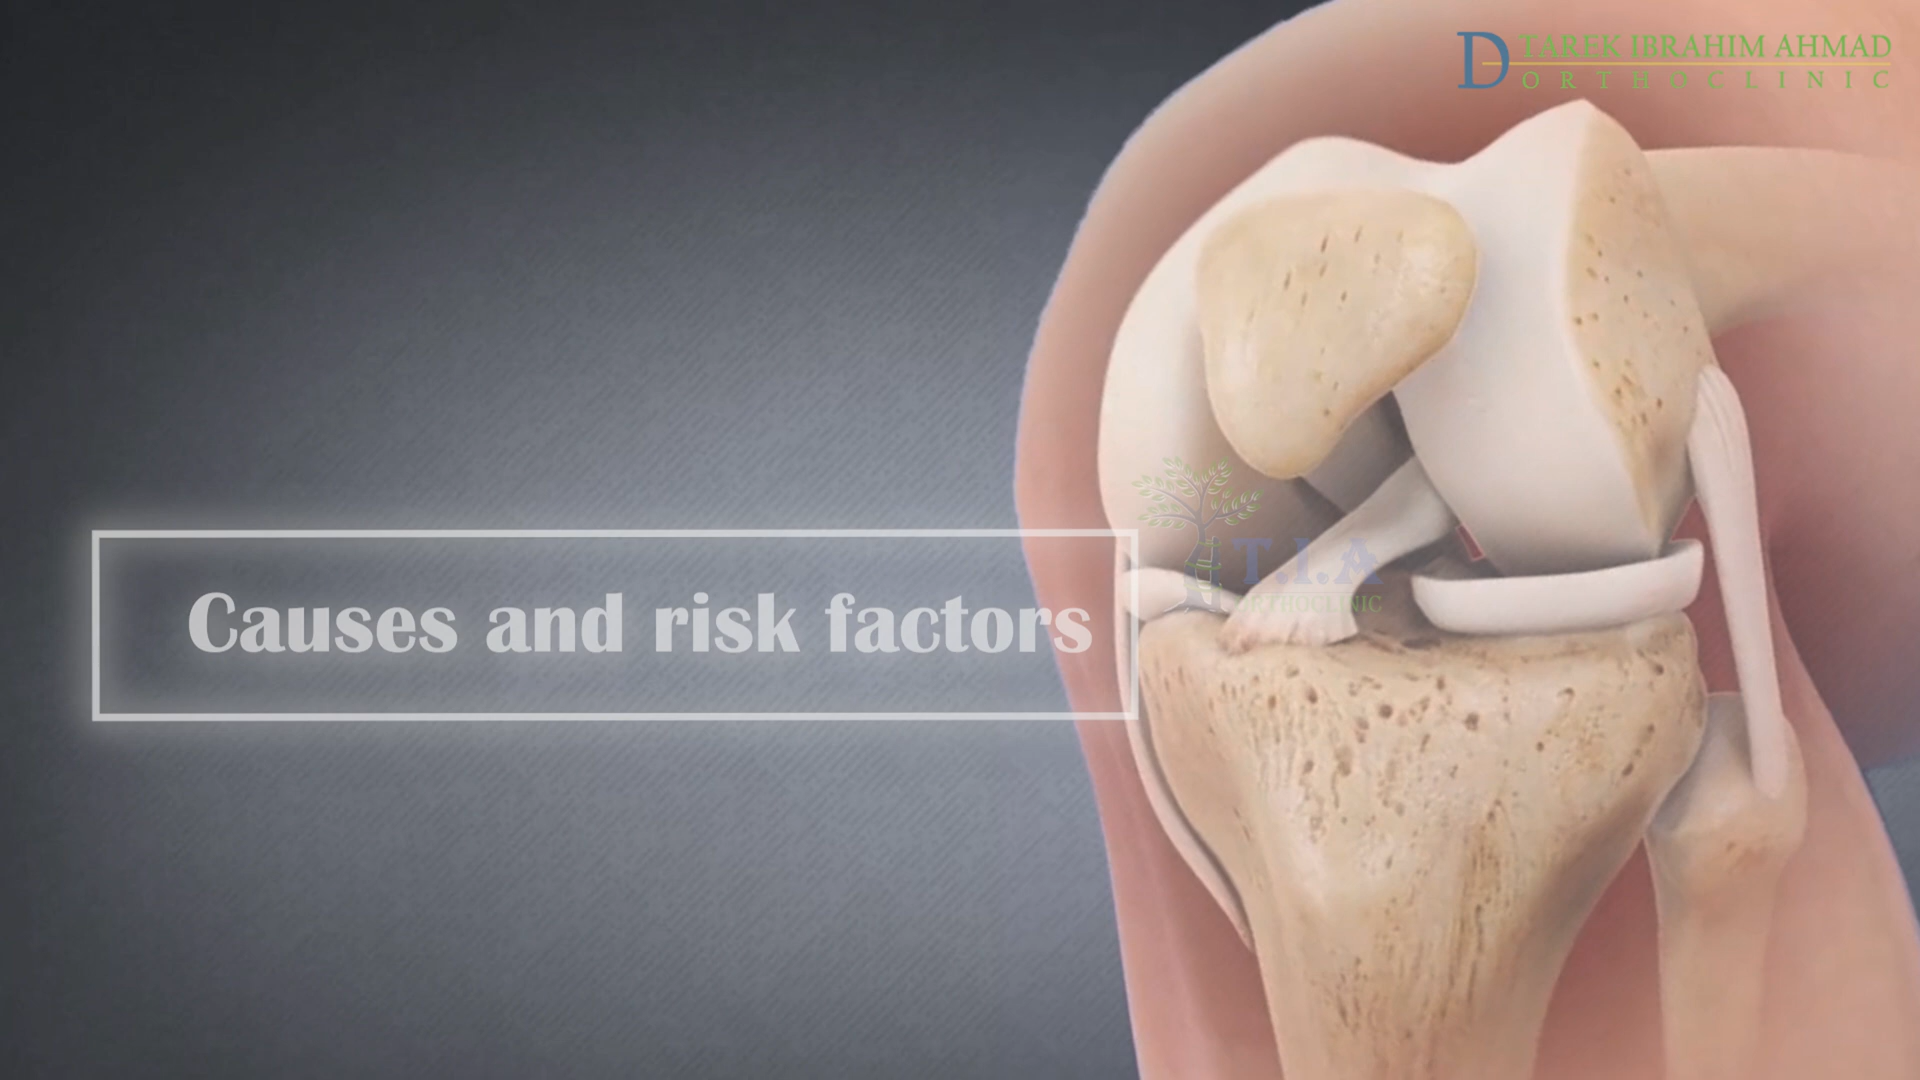 D TAREK IBRAHIM AHMAD
ORTHOCLINIC
T.I.A
ORTHOCLINIC
Causes and risk factors